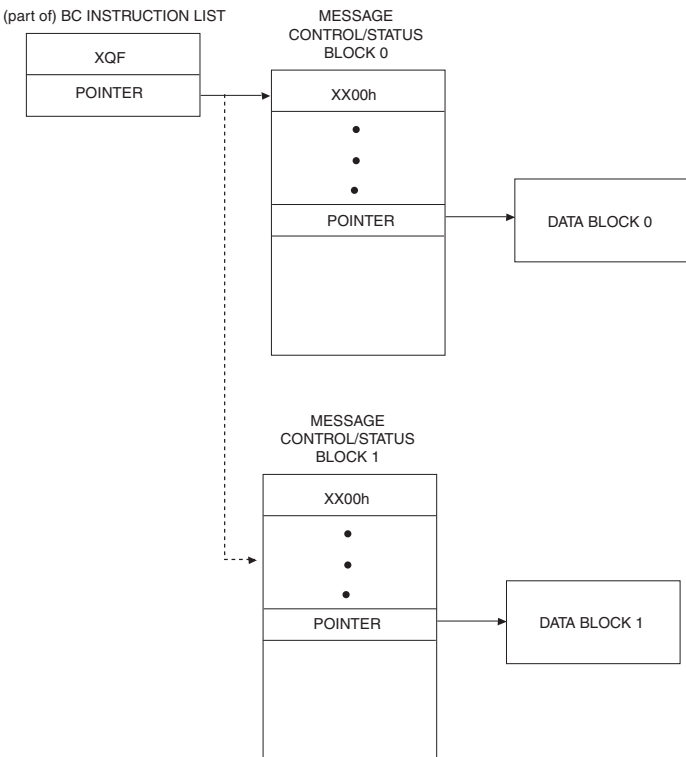 (part of) BC INSTRUCTION LIST
XQF
POINTER
MESSAGE
CONTROL/STATUS
BLOCK 0
XX00h
POINTER
DATA BLOCK 0
MESSAGE
CONTROL/STATUS
BLOCK 1
XX00h
POINTER
DATA BLOCK 1